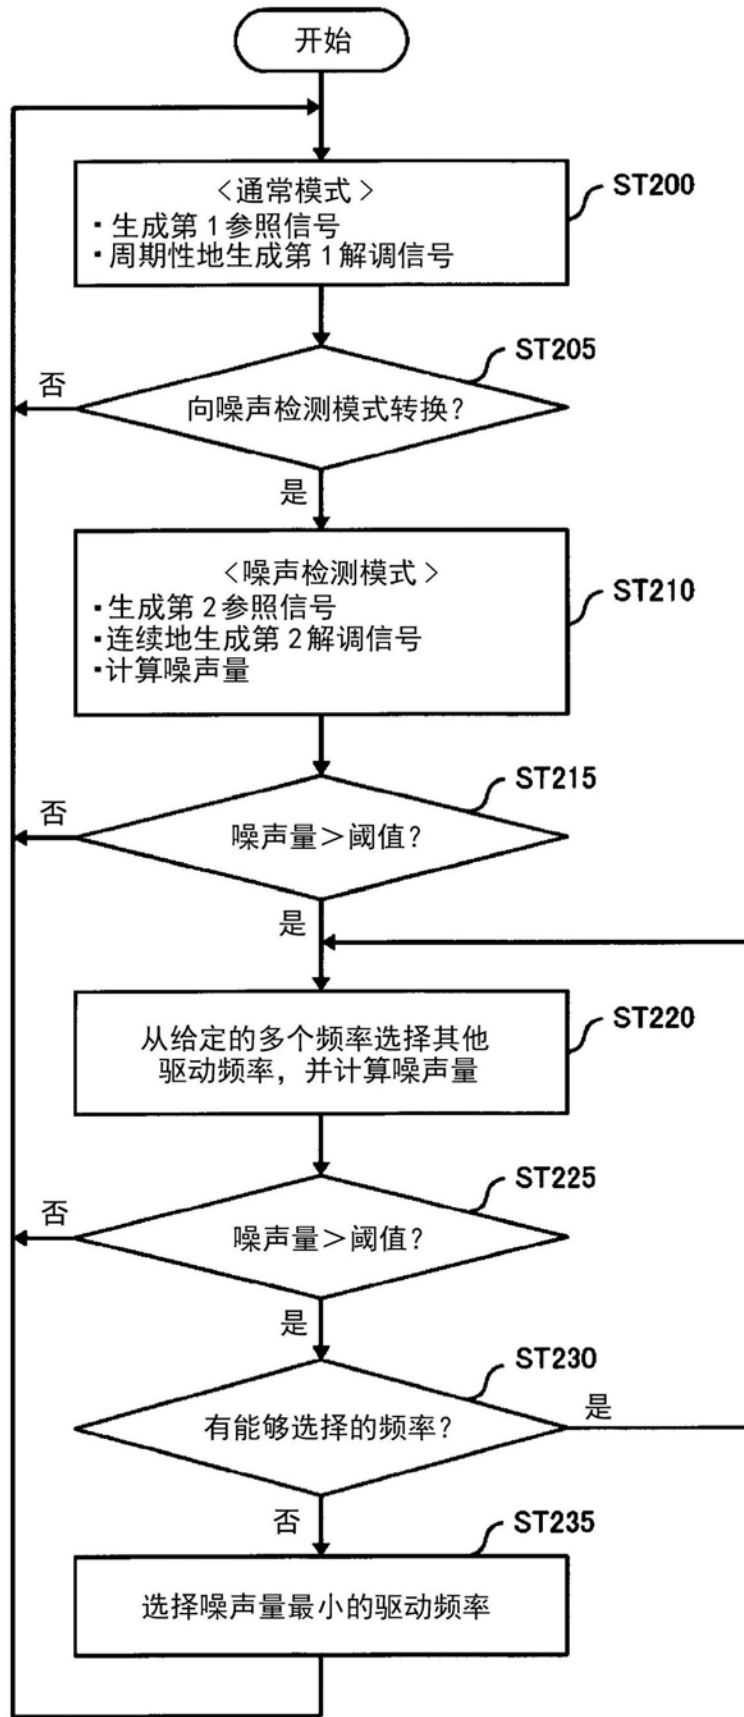 开始
<通常模式>
▪生成第1参照信号
▪周期性地生成第1解调信号
ST200
ST205
否
向噪声检测模式转换?
是
<噪声检测模式>
▪生成第2参照信号
▪连续地生成第2解调信号
▪计算噪声量
ST210
ST215
否
噪声量>阈值?
是
从给定的多个频率选择其他
驱动频率，并计算噪声量
ST220
ST225
否
噪声量>阈值?
是
ST230
有能够选择的频率?
是
否
ST235
选择噪声量最小的驱动频率